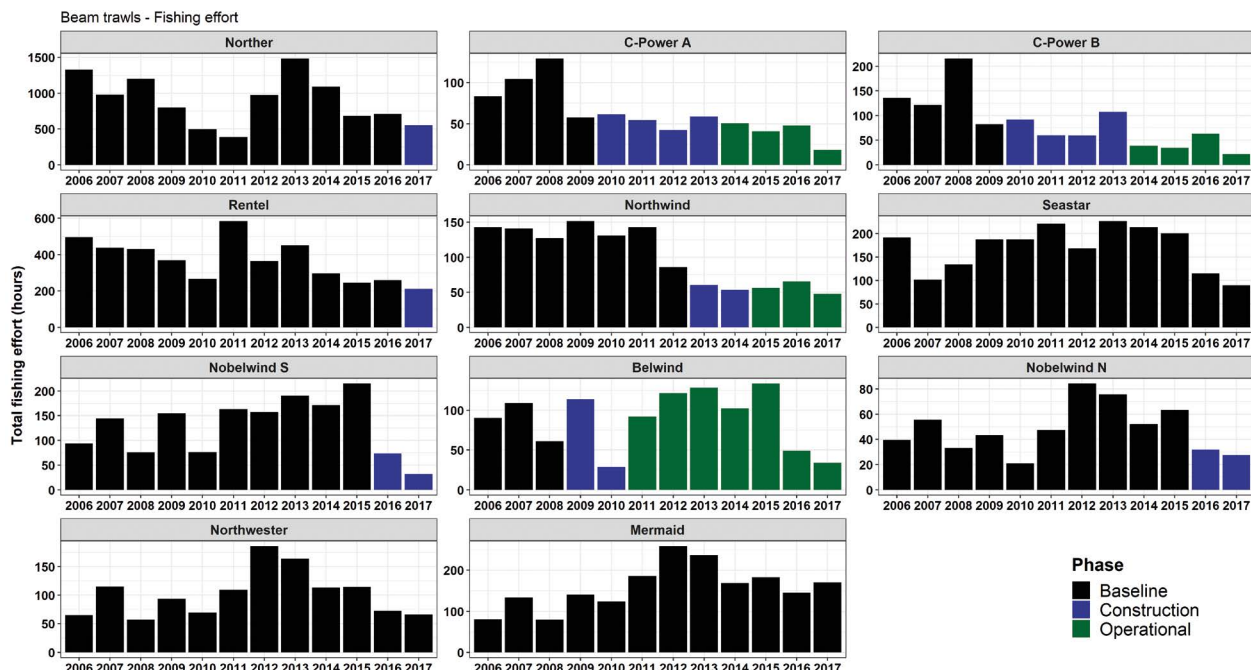 Beam trawls - Fishing effort
Total fishing effort (hours)
Norther
1500
1000
500
0
2006 2007 2008 2009 2010 2011 2012 2013 2014 2015 2016 2017
C-Power A
100
50
0
2006 2007 2008 2009 2010 2011 2012 2013 2014 2015 2016 2017
C-Power B
200
150
100
50
0
2006 2007 2008 2009 2010 2011 2012 2013 2014 2015 2016 2017
Rentel
600
400
200
0
2006 2007 2008 2009 2010 2011 2012 2013 2014 2015 2016 2017
Northwind
150
100
50
0
2006 2007 2008 2009 2010 2011 2012 2013 2014 2015 2016 2017
Seastar
200
150
100
50
0
2006 2007 2008 2009 2010 2011 2012 2013 2014 2015 2016 2017
Nobelwind S
200
150
100
50
0
2006 2007 2008 2009 2010 2011 2012 2013 2014 2015 2016 2017
Belwind
100
50
0
2006 2007 2008 2009 2010 2011 2012 2013 2014 2015 2016 2017
Nobelwind N
80
60
40
20
0
2006 2007 2008 2009 2010 2011 2012 2013 2014 2015 2016 2017
Northwester
150
100
50
0
2006 2007 2008 2009 2010 2011 2012 2013 2014 2015 2016 2017
Mermaid
200
100
0
2006 2007 2008 2009 2010 2011 2012 2013 2014 2015 2016 2017
Phase
Baseline
Construction
Operational